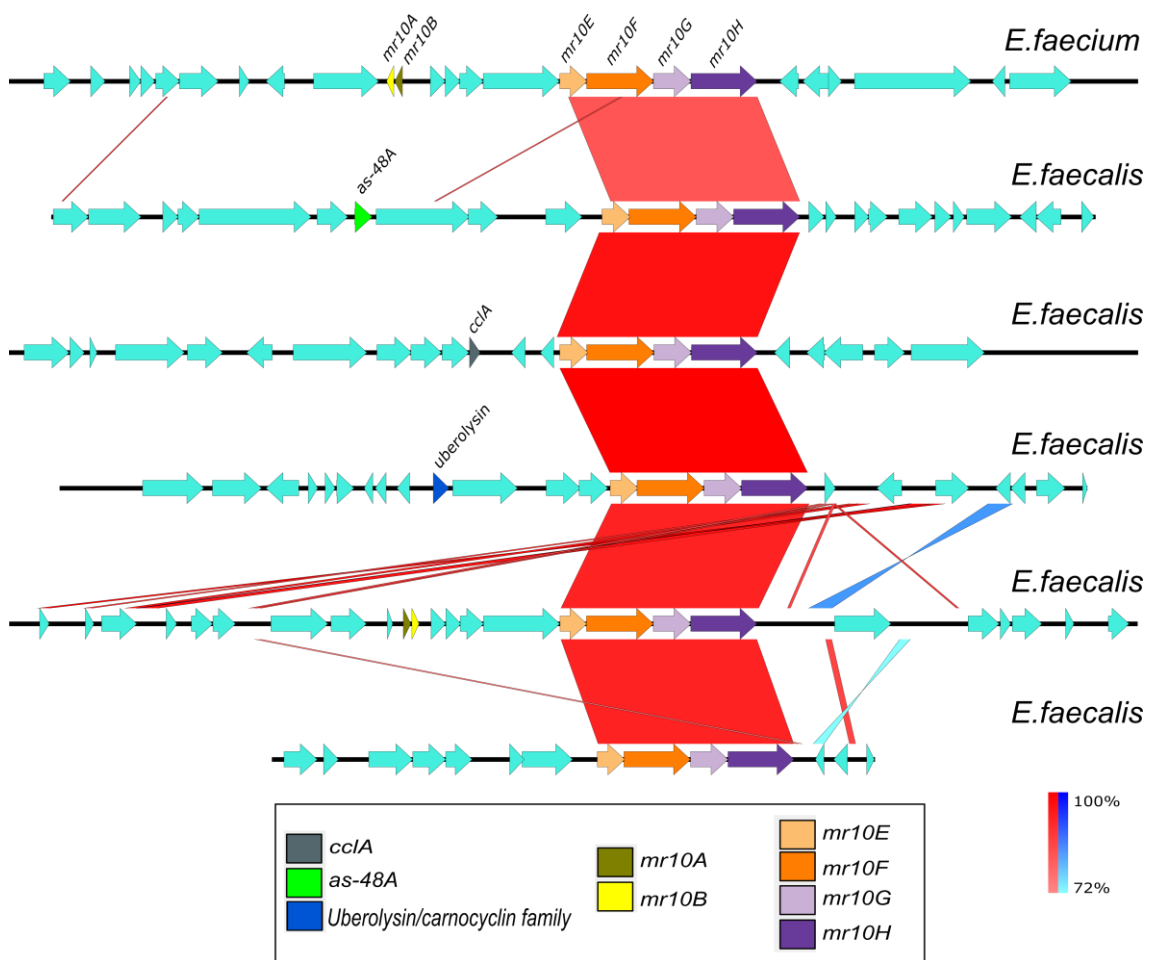 E.faecium
mr10A
mr10B
mr10E
mr10F
mr10G
mr10H
E.faecalis
as-48A
E.faecalis
cclA
E.faecalis
uberolysin
E.faecalis
E.faecalis
cclA
as-48A
Uberolysin/carnocyclin family
mr10A
mr10B
mr10E
mr10F
mr10G
mr10H
100%
72%